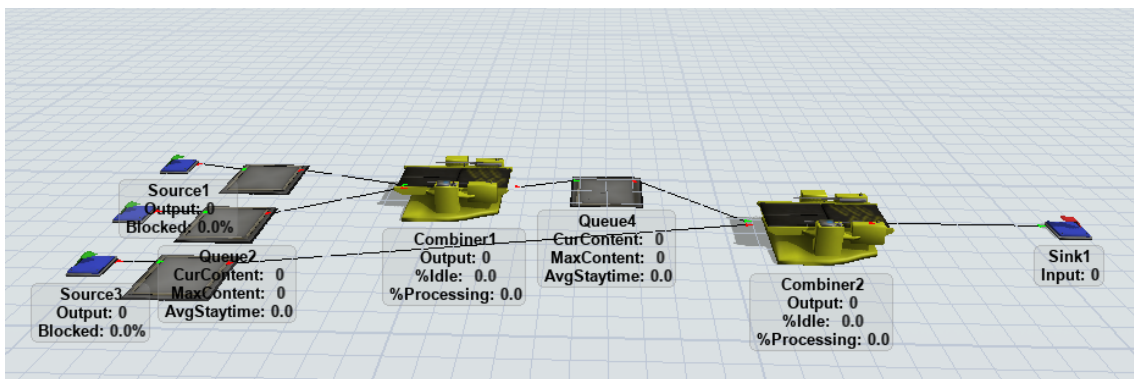 Source1
Output: 0
Blocked: 0.0%
Queue2
CurContent: 0
MaxContent: 0
AvgStaytime: 0.0
Source3
Output: 0
Blocked: 0.0%
Combiner1
Output: 0
%Idle: 0.0
%Processing: 0.0
Queue4
CurContent: 0
MaxContent: 0
AvgStaytime: 0.0
Combiner2
Output: 0
%Idle: 0.0
%Processing: 0.0
Sink1
Input: 0